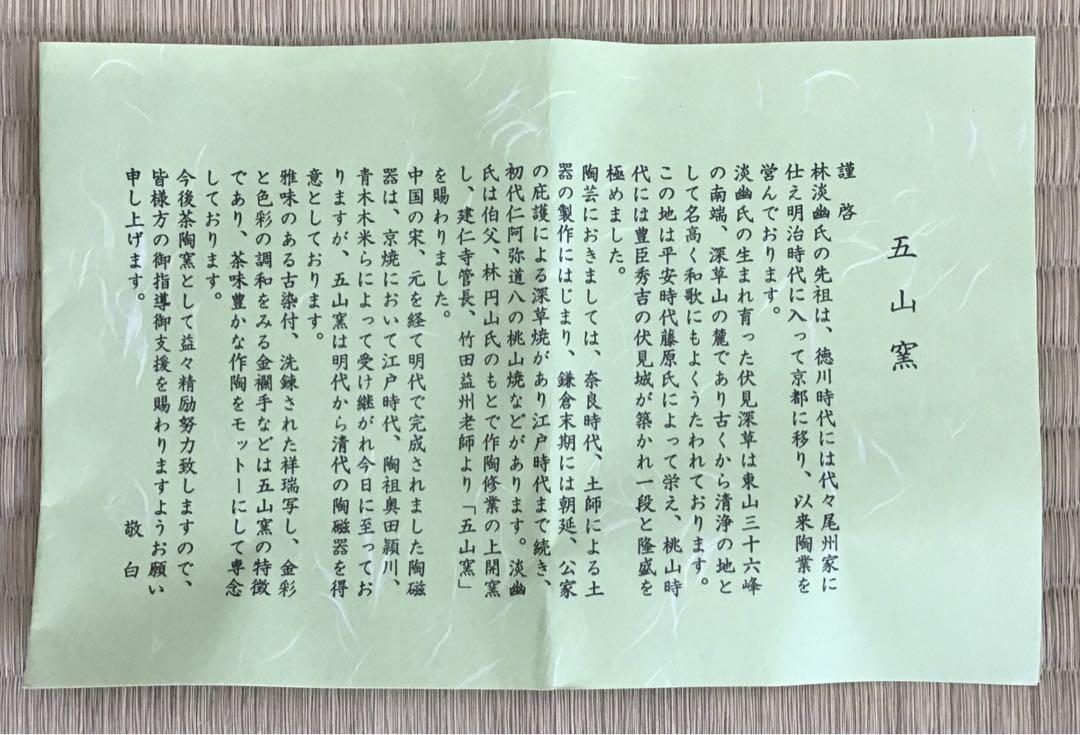 五山窯
謹啓
林淡幽氏の先祖は、徳川時代には代々尾州家に
仕え明治時代に入って京都に移り、以来陶業を
営んでおります。
淡幽氏の生まれ育った伏見深草は東山三十六峰
の南端、深草山の麓であり古くから清浄の地と
して名高く和歌にもよくうたわれております。
この地は平安時代藤原氏によって栄え、桃山時
代には豊臣秀吉の伏見城が築かれ一段と隆盛を
極めました。
陶芸におきましては、奈良時代、土師による土
器の製作にはじまり、鎌倉末期には朝廷、公家
の庇護による深草焼があり江戸時代まで続き、
初代仁阿弥道八の桃山焼などがあります。淡幽
氏は伯父、林円山氏のもとで作陶修業の上開窯
し、建仁寺管長、竹田益州老師より「五山窯」
を賜わりました。
中国の宋、元を経て明代で完成されました陶磁
器は、京焼において江戸時代、陶祖奥田潁川、
青木木米らによって受け継がれ今日に至ってお
りますが、五山窯は明代から清代の陶磁器を得
意としております。
雅味のある古染付、洗錬された祥瑞写し、金彩
と色彩の調和をみる金襴手などは五山窯の特徴
であり、茶味豊かな作陶をモットーにして専念
しております。
今後茶陶窯として益々精励努力致しますので、
皆様方の御指導御支援を賜わりますようお願い
申し上げます。
敬白